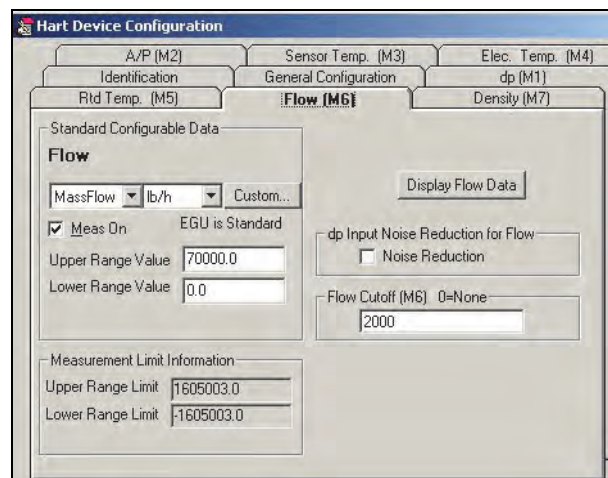 Hart Device Configuration
A/P (M2) Sensor Temp. (M3) Elec. Temp. (M4)
Identification General Configuration dp (M1)
Rtd Temp. (M5) Flow (M6) Density (M7)
Standard Configurable Data
Flow
MassFlow lb/h Custom...
Meas On EGU is Standard
Upper Range Value 70000.0
Lower Range Value 0.0
Display Flow Data
dp Input Noise Reduction for Flow
Noise Reduction
Flow Cutoff (M6) 0=None
2000
Measurement Limit Information
Upper Range Limit 1605003.0
Lower Range Limit -1605003.0